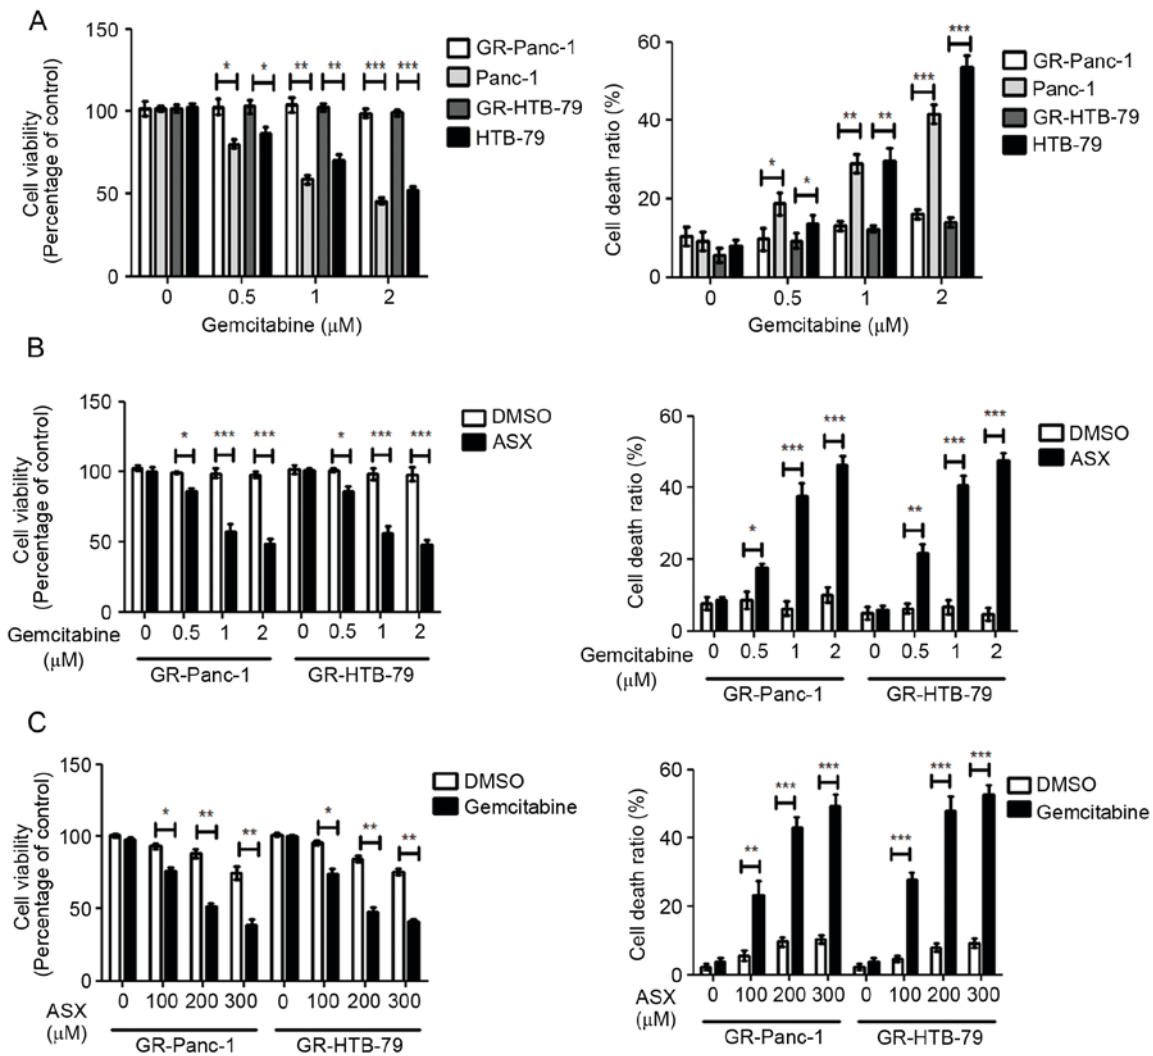 A
150
100
50
0
Cell viability
(Percentage of control)
* * ** ** *** ***
0 0.5 1 2
Gemcitabine (μM)
GR-Panc-1
Panc-1
GR-HTB-79
HTB-79
60
40
20
0
Cell death ratio (%)
* * ** ** *** ***
0 0.5 1 2
Gemcitabine (μM)
GR-Panc-1
Panc-1
GR-HTB-79
HTB-79
B
150
100
50
0
Cell viability
(Percentage of control)
* *** *** * *** ***
DMSO
ASX
Gemcitabine 0 0.5 1 2 0 0.5 1 2
(μM)
GR-Panc-1 GR-HTB-79
60
40
20
0
Cell death ratio (%)
* *** *** ** *** ***
DMSO
ASX
Gemcitabine 0 0.5 1 2 0 0.5 1 2
(μM)
GR-Panc-1 GR-HTB-79
C
150
100
50
0
Cell viability
(Percentage of control)
* ** ** * ** **
DMSO
Gemcitabine
ASX 0 100 200 300 0 100 200 300
(μM)
GR-Panc-1 GR-HTB-79
60
40
20
0
Cell death ratio (%)
** *** *** *** *** ***
DMSO
Gemcitabine
ASX 0 100 200 300 0 100 200 300
(μM)
GR-Panc-1 GR-HTB-79